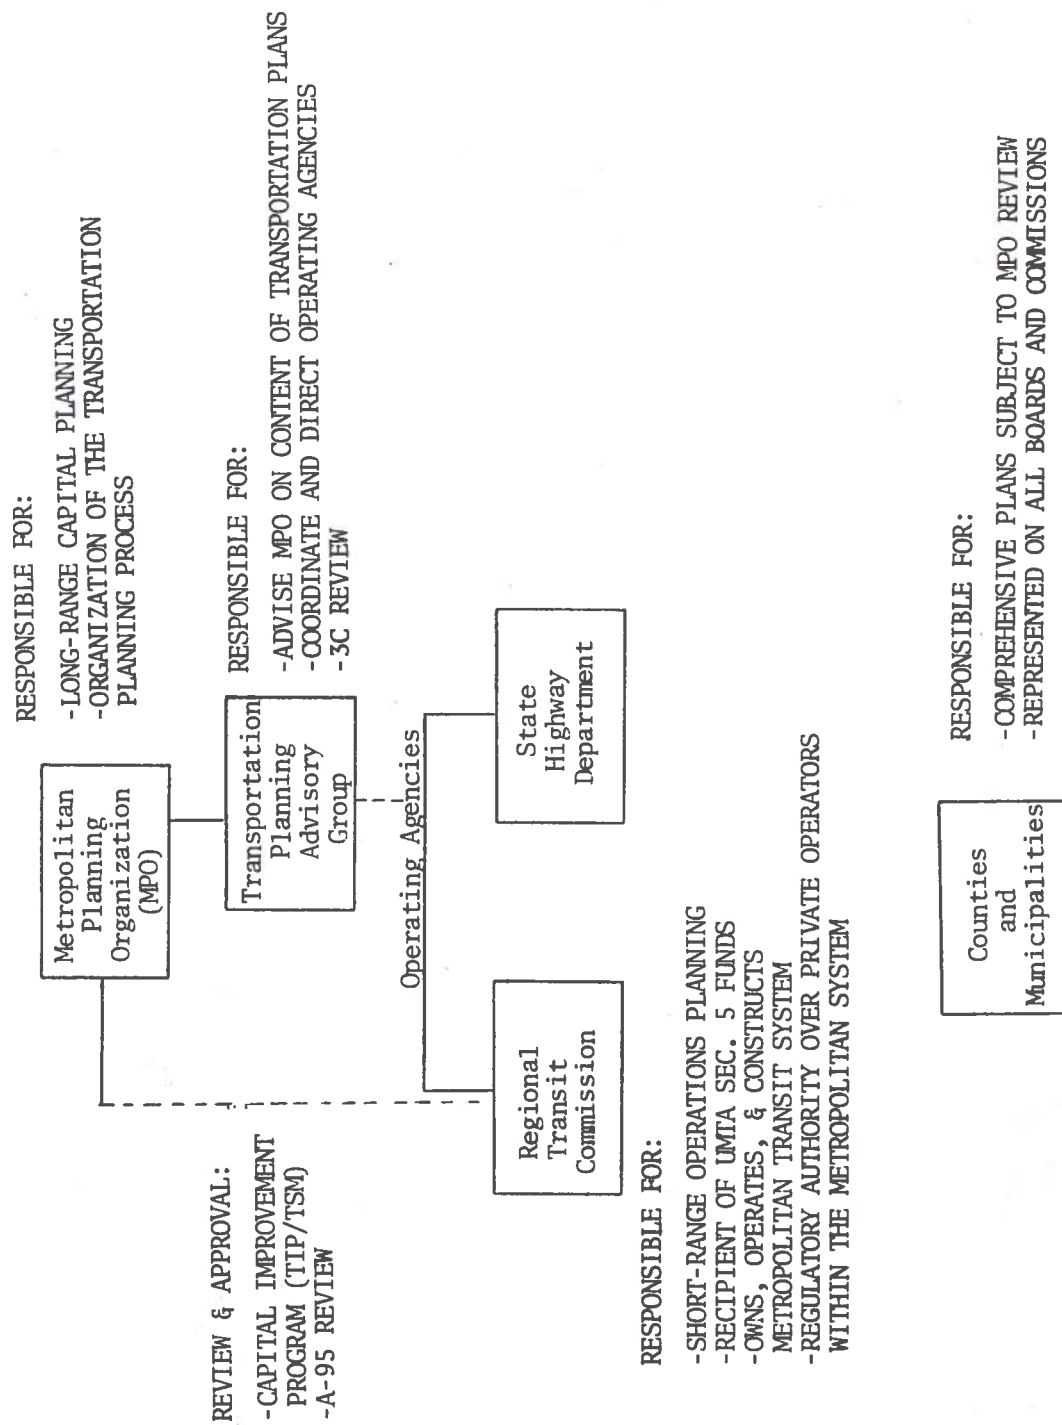 RESPONSIBLE FOR:
-LONG-RANGE CAPITAL PLANNING
-ORGANIZATION OF THE TRANSPORTATION
PLANNING PROCESS
Metropolitan
Planning
Organization
(MPO)
REVIEW & APPROVAL:
-CAPITAL IMPROVEMENT
PROGRAM (TIP/TSM)
-A-95 REVIEW
Transportation
Planning
Advisory
Group
RESPONSIBLE FOR:
-ADVISE MPO ON CONTENT OF TRANSPORTATION PLANS
-COORDINATE AND DIRECT OPERATING AGENCIES
-3C REVIEW
Operating Agencies
Regional
Transit
Commission
State
Highway
Department
RESPONSIBLE FOR:
-SHORT-RANGE OPERATIONS PLANNING
-RECIPIENT OF UMTA SEC. 5 FUNDS
-OWNS, OPERATES, & CONSTRUCTS
METROPOLITAN TRANSIT SYSTEM
-REGULATORY AUTHORITY OVER PRIVATE OPERATORS
WITHIN THE METROPOLITAN SYSTEM
Counties
and
Municipalities
RESPONSIBLE FOR:
-COMPREHENSIVE PLANS SUBJECT TO MPO REVIEW
-REPRESENTED ON ALL BOARDS AND COMMISSIONS